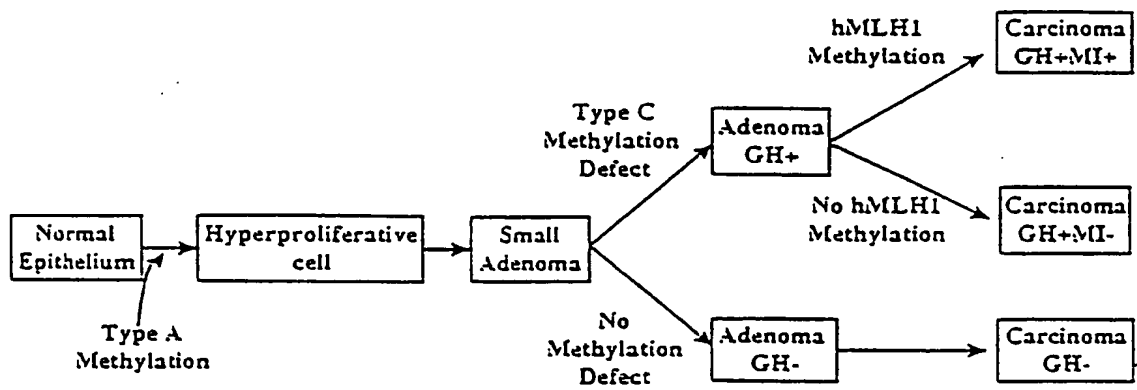 Normal
Epithelium
Type A
Methylation
Hyperproliferative
cell
Small
Adenoma
Type C
Methylation
Defect
Adenoma
GH+
hMLH1
Methylation
Carcinoma
GH+MI+
No hMLH1
Methylation
Carcinoma
GH+MI-
No
Methylation
Defect
Adenoma
GH-
Carcinoma
GH-